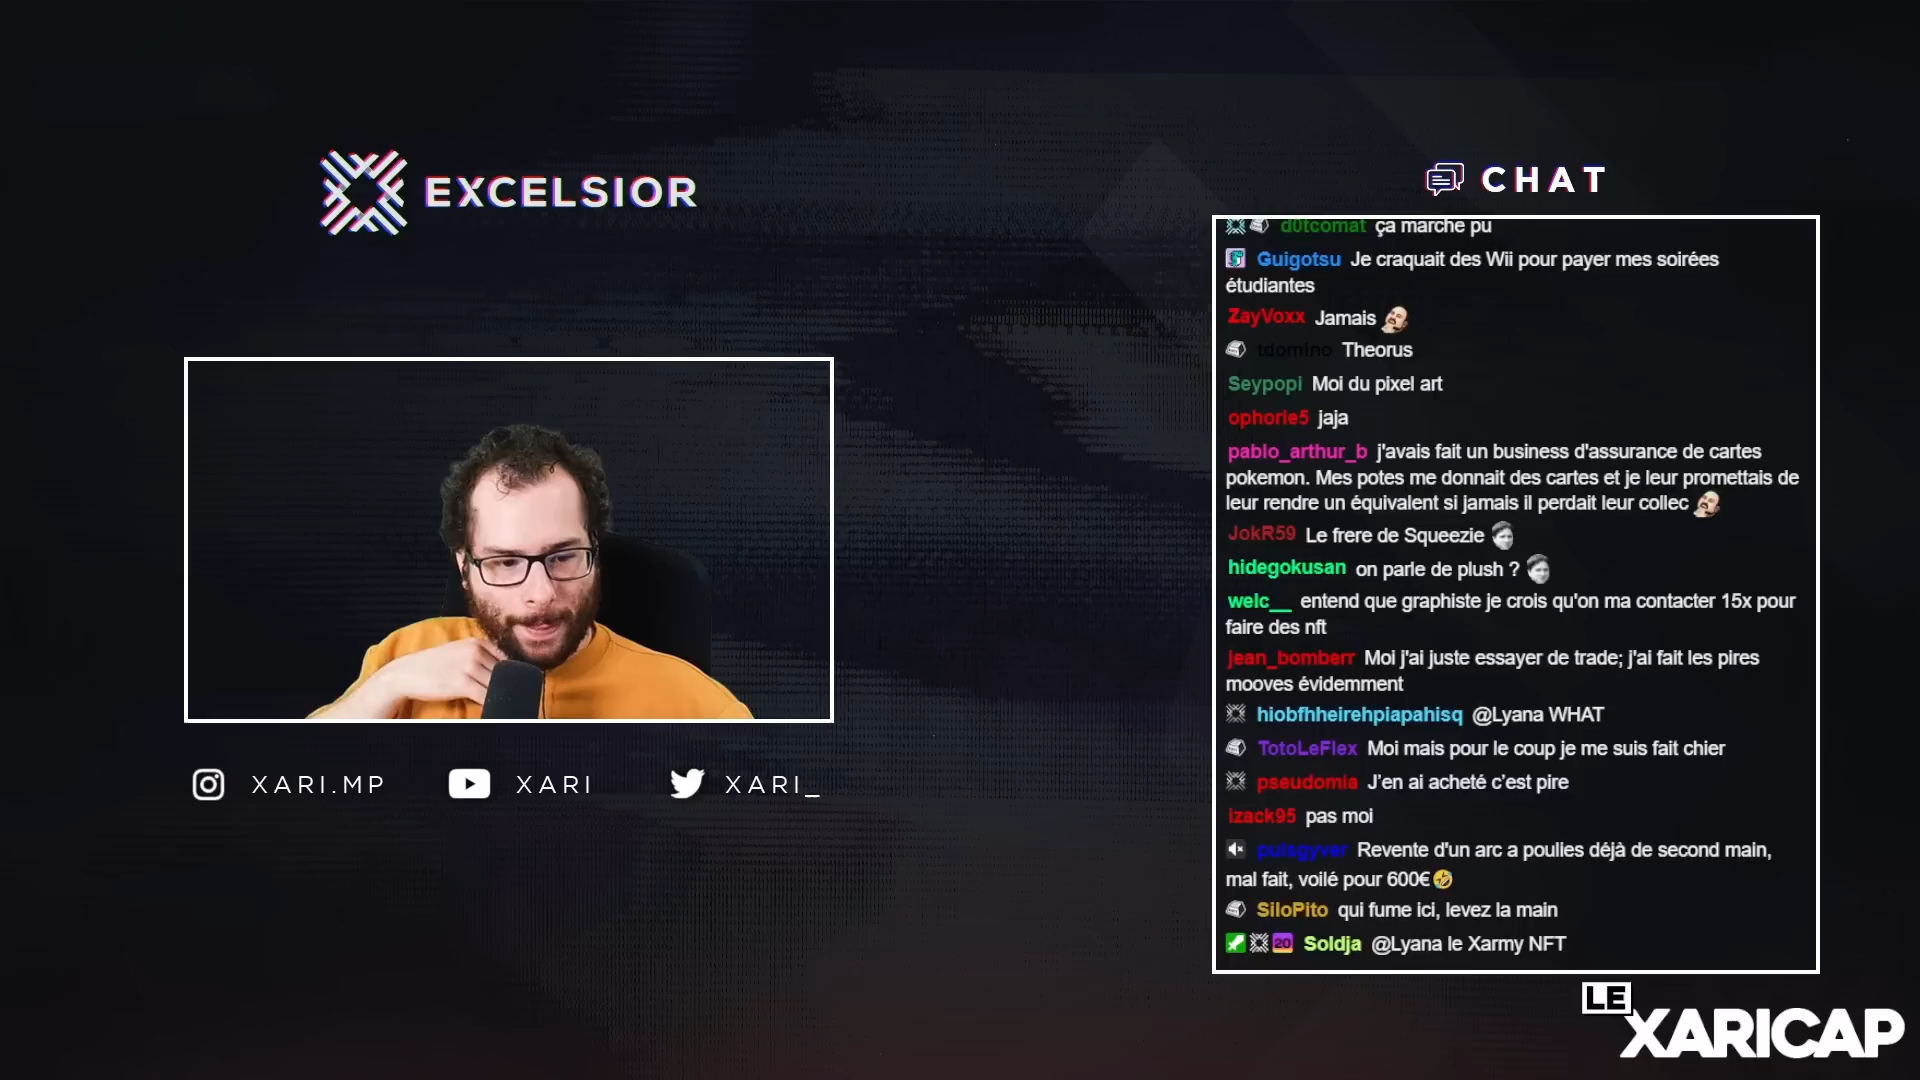 EXCELSIOR
CHAT
d0tcomat ça marche pu
Guigotsu Je craquait des Wii pour payer mes soirées
étudiantes
ZayVoxx Jamais
tdomino Theorus
Seypopi Moi du pixel art
ophorie5 jaja
pablo_arthur_b j'avais fait un business d'assurance de cartes
pokemon. Mes potes me donnait des cartes et je leur promettais de
leur rendre un équivalent si jamais il perdait leur collec
JokR59 Le frere de Squeezie
hidegokusan on parle de plush ?
welc__ entend que graphiste je crois qu'on ma contacter 15x pour
faire des nft
jean_bomberr Moi j'ai juste essayer de trade; j'ai fait les pires
mooves évidemment
hiobfhheirehpiapahisq @Lyana WHAT
TotoLeFlex Moi mais pour le coup je me suis fait chier
pseudomia J'en ai acheté c'est pire
izack95 pas moi
pulsgyver Revente d'un arc a poulies déjà de second main,
mal fait, voilé pour 600€
SiloPito qui fume ici, levez la main
20 Soldja @Lyana le Xarmy NFT
XARI.MP
XARI
XARI_
LE
XARICAP